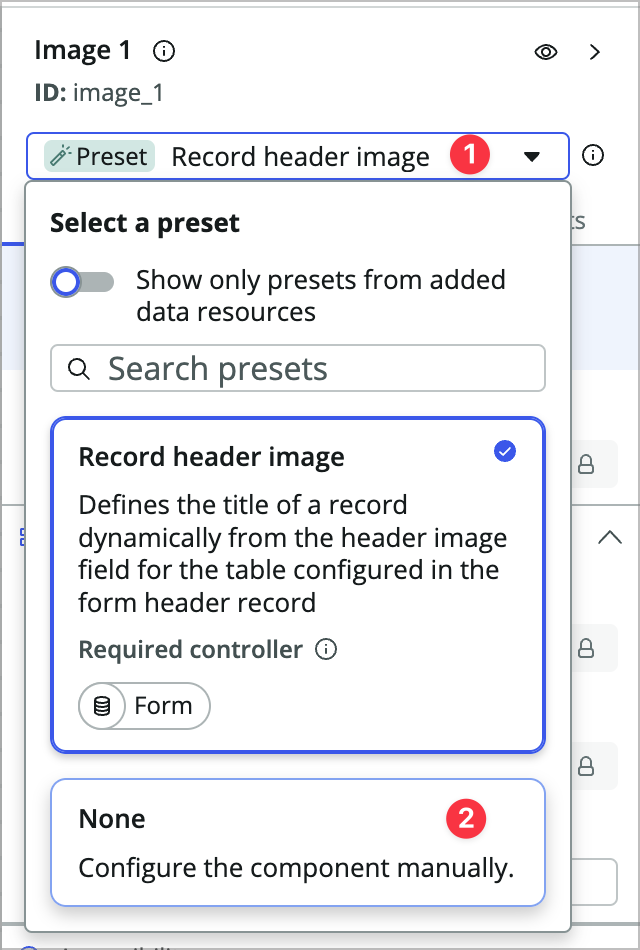 Image 1
ID: image_1
Preset Record header image 1
Select a preset
Show only presets from added
data resources
Search presets
Record header image
Defines the title of a record
dynamically from the header image
field for the table configured in the
form header record
Required controller
Form
None 2
Configure the component manually.